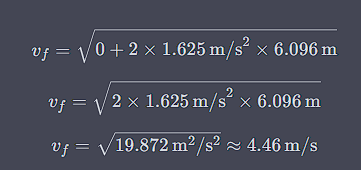 v_f = √(0 + 2 × 1.625 m/s² × 6.096 m)
v_f = √(2 × 1.625 m/s² × 6.096 m)
v_f = √(19.872 m²/s²) ≈ 4.46 m/s